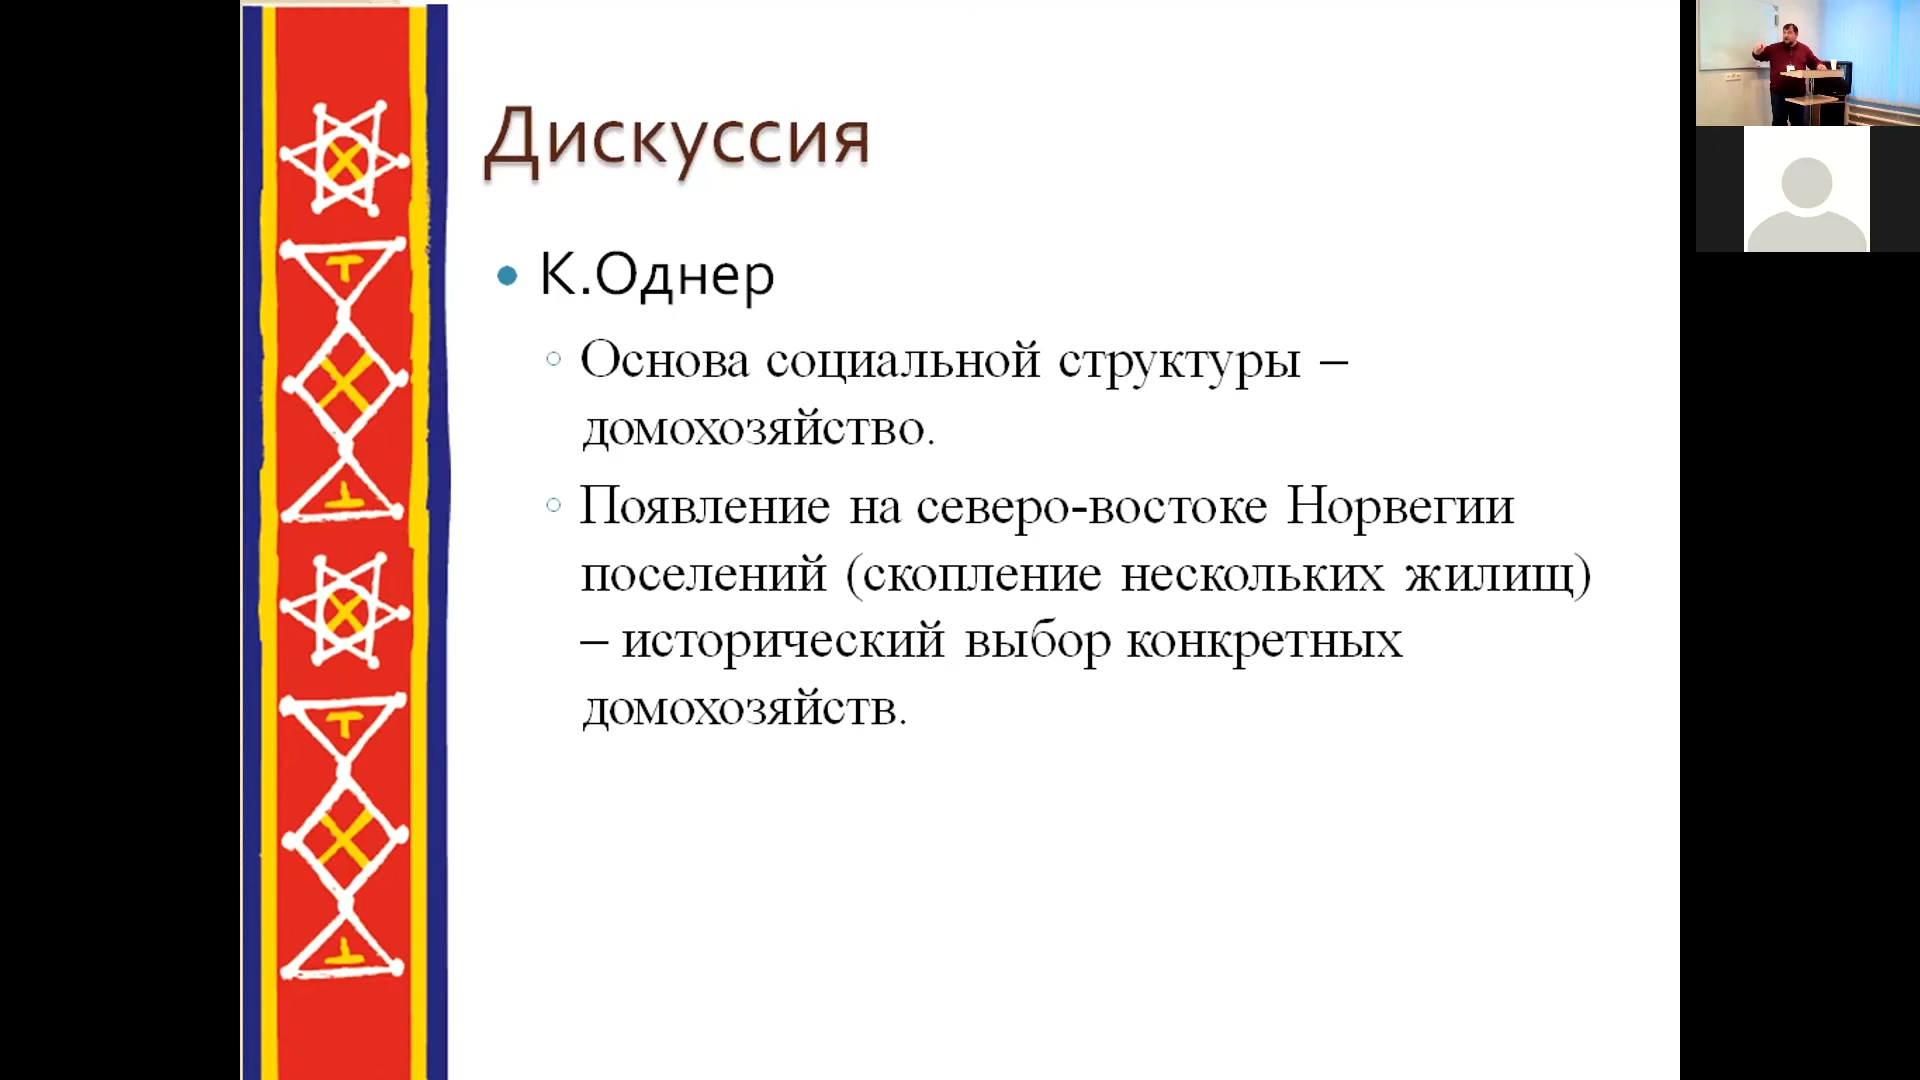 Дискуссия
К.Однер
Основа социальной структуры –
домохозяйство.
Появление на северо-востоке Норвегии
поселений (скопление нескольких жилищ)
– исторический выбор конкретных
домохозяйств.